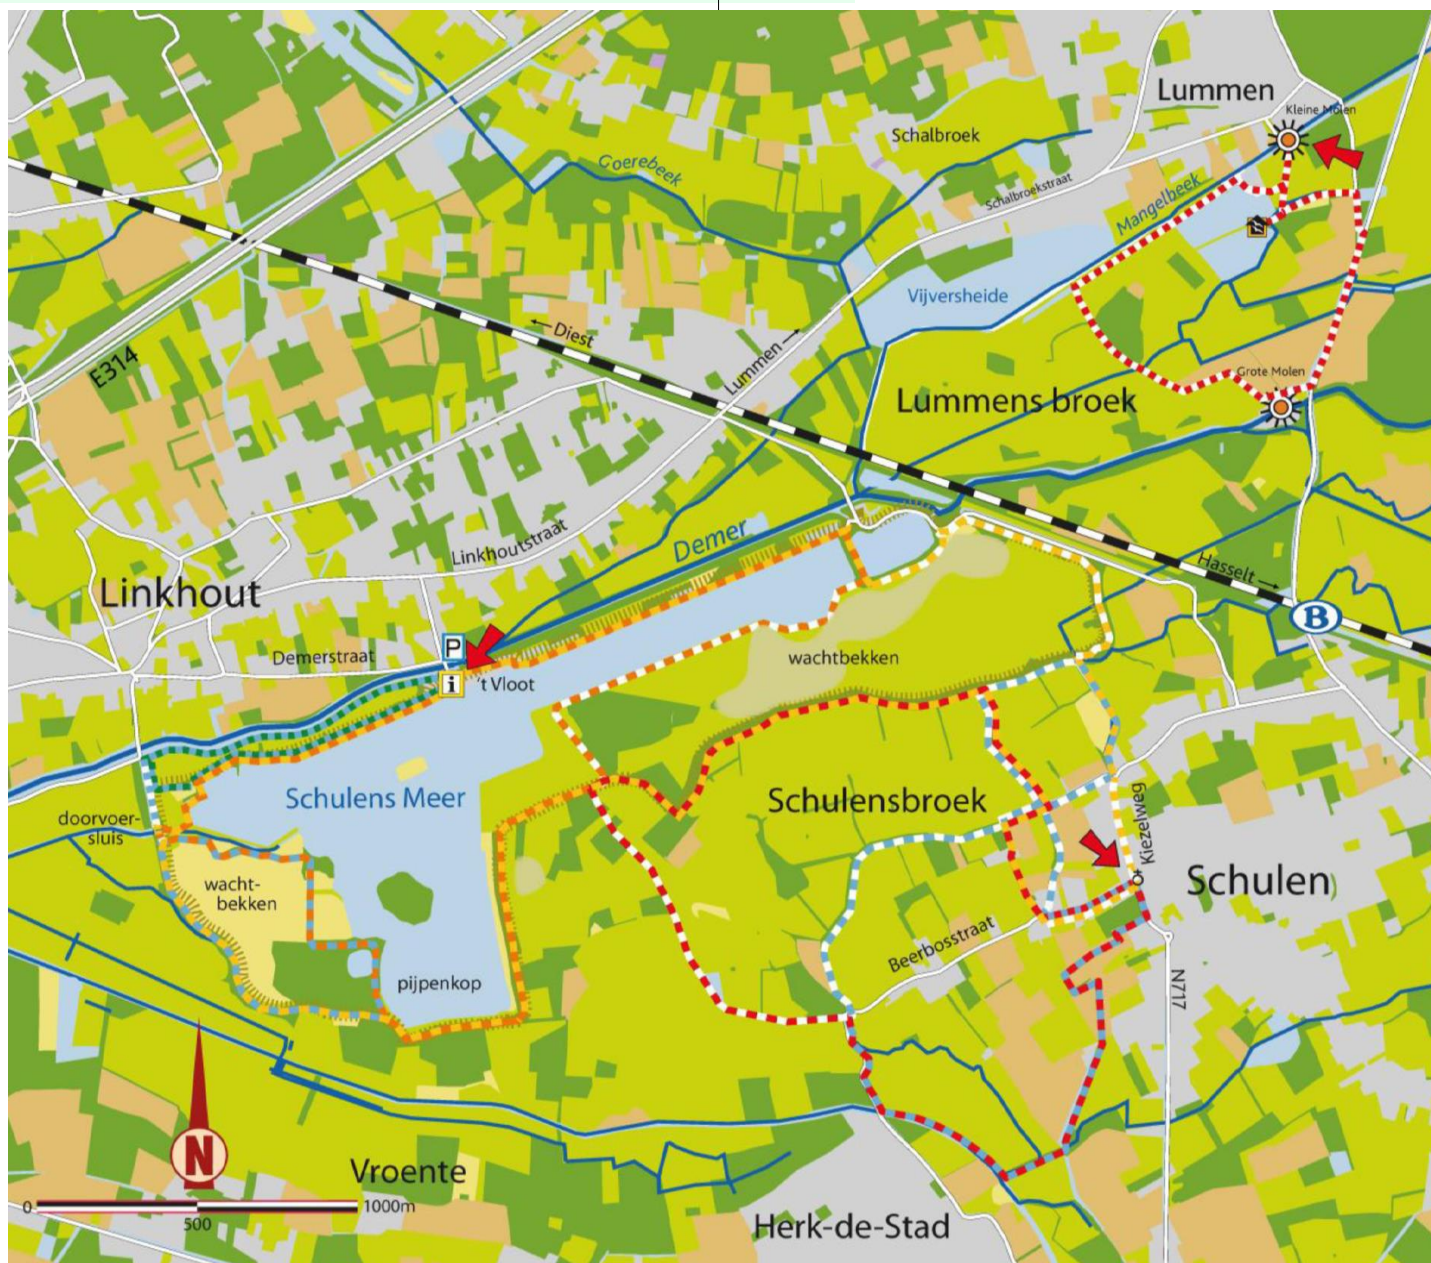 Lummen
Kleine Molen
Schalbroek
Goerebeek
Schalbroekstraat
Mangelbeek
Vijversheide
← Diest
Lummen →
E314
Grote Molen
Lummens broek
Linkhoutstraat
Demer
Hasselt →
Linkhout
B
Demerstraat
P
i
't Vloot
wachtbekken
Schulens Meer
Schulensbroek
Kiezelweg
doorvoer-
sluis
wacht-
bekken
Schulen
Beerbosstraat
pijpenkop
N717
N
Vroente
0
500
1000m
Herk-de-Stad